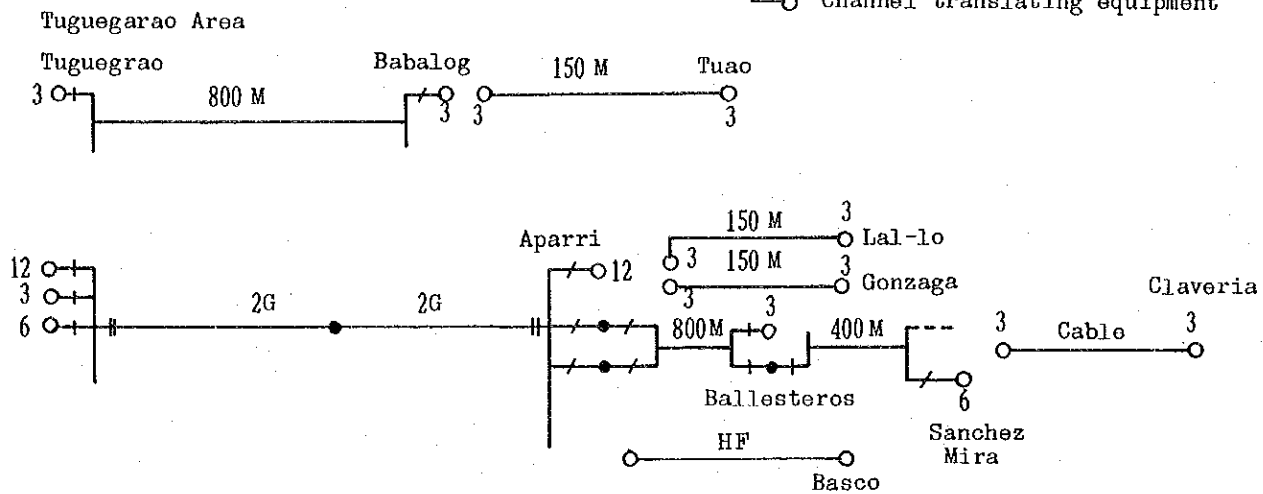 Channel translating equipment
Tuguegarao Area
Tuguegrao
Babalog
150 M
Tuao
3
800 M
3
3
3
150 M
3
Lal-lo
Aparri
12
3
12
150 M
3
Gonzaga
Claveria
3
2G
2G
3
3
3
Cable
3
6
800M
400M
Ballesteros
6
Sanchez
Mira
HF
Basco